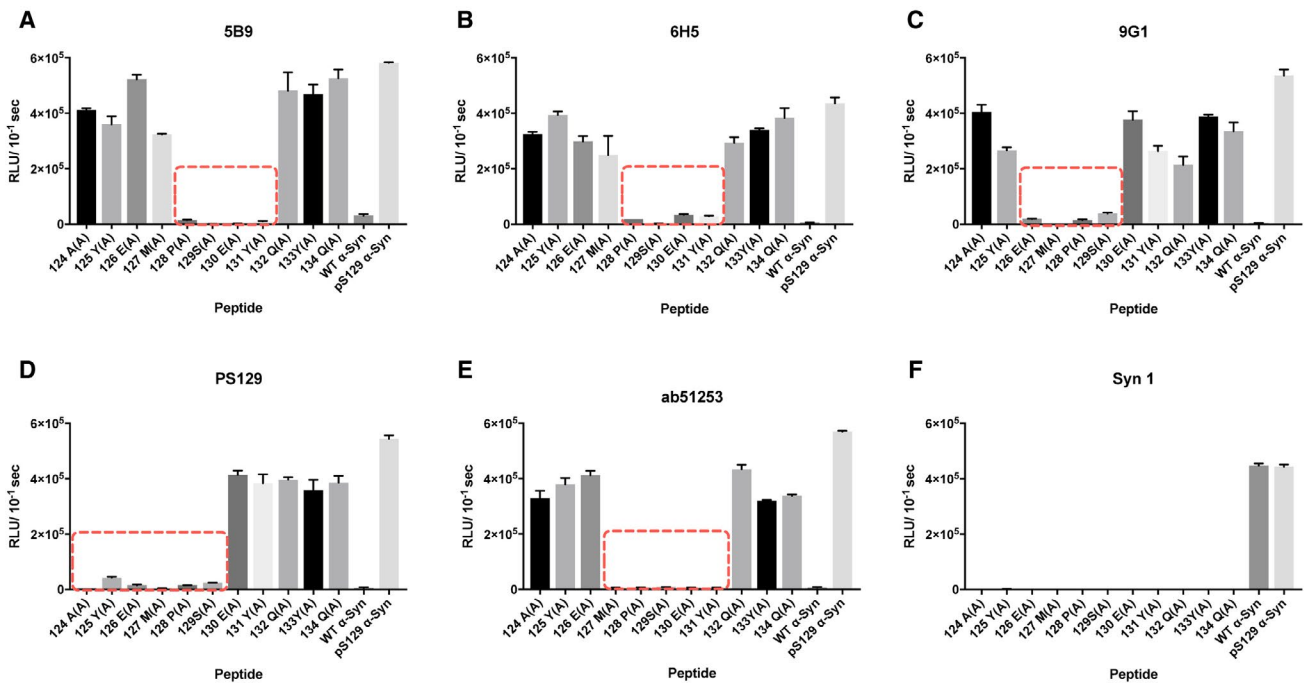 A
5B9
RLU/ 10⁻¹ sec
6×10⁵
4×10⁵
2×10⁵
0
124 A(A)
125 Y(A)
126 E(A)
127 M(A)
128 P(A)
129S(A)
130 E(A)
131 Y(A)
132 Q(A)
133Y(A)
134 Q(A)
WT α-Syn
pS129 α-Syn
Peptide
B
6H5
RLU/ 10⁻¹ sec
6×10⁵
4×10⁵
2×10⁵
0
124 A(A)
125 Y(A)
126 E(A)
127 M(A)
128 P(A)
129S(A)
130 E(A)
131 Y(A)
132 Q(A)
133Y(A)
134 Q(A)
WT α-Syn
pS129 α-Syn
Peptide
C
9G1
RLU/ 10⁻¹ sec
6×10⁵
4×10⁵
2×10⁵
0
124 A(A)
125 Y(A)
126 E(A)
127 M(A)
128 P(A)
129S(A)
130 E(A)
131 Y(A)
132 Q(A)
133Y(A)
134 Q(A)
WT α-Syn
pS129 α-Syn
Peptide
D
PS129
RLU/ 10⁻¹ sec
6×10⁵
4×10⁵
2×10⁵
0
124 A(A)
125 Y(A)
126 E(A)
127 M(A)
128 P(A)
129S(A)
130 E(A)
131 Y(A)
132 Q(A)
133Y(A)
134 Q(A)
WT α-Syn
pS129 α-Syn
Peptide
E
ab51253
RLU/ 10⁻¹ sec
6×10⁵
4×10⁵
2×10⁵
0
124 A(A)
125 Y(A)
126 E(A)
127 M(A)
128 P(A)
129S(A)
130 E(A)
131 Y(A)
132 Q(A)
133Y(A)
134 Q(A)
WT α-Syn
pS129 α-Syn
Peptide
F
Syn 1
RLU/ 10⁻¹ sec
6×10⁵
4×10⁵
2×10⁵
0
124 A(A)
125 Y(A)
126 E(A)
127 M(A)
128 P(A)
129S(A)
130 E(A)
131 Y(A)
132 Q(A)
133Y(A)
134 Q(A)
WT α-Syn
pS129 α-Syn
Peptide